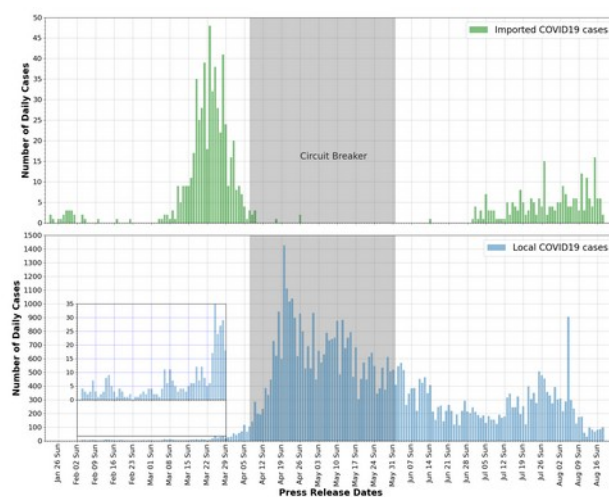 50
45
40
35
30
25
20
15
10
5
0
Number of Daily Cases
Imported COVID19 cases
Circuit Breaker
1500
1400
1300
1200
1100
1000
900
800
700
600
500
400
300
200
100
0
Number of Daily Cases
Local COVID19 cases
35
30
25
20
15
10
5
0
Jan 26 Sun
Feb 02 Sun
Feb 09 Sun
Feb 16 Sun
Feb 23 Sun
Mar 01 Sun
Mar 08 Sun
Mar 15 Sun
Mar 22 Sun
Mar 29 Sun
Apr 05 Sun
Apr 12 Sun
Apr 19 Sun
Apr 26 Sun
May 03 Sun
May 10 Sun
May 17 Sun
May 24 Sun
May 31 Sun
Jun 07 Sun
Jun 14 Sun
Jun 21 Sun
Jun 28 Sun
Jul 05 Sun
Jul 12 Sun
Jul 19 Sun
Jul 26 Sun
Aug 02 Sun
Aug 09 Sun
Aug 16 Sun
Press Release Dates